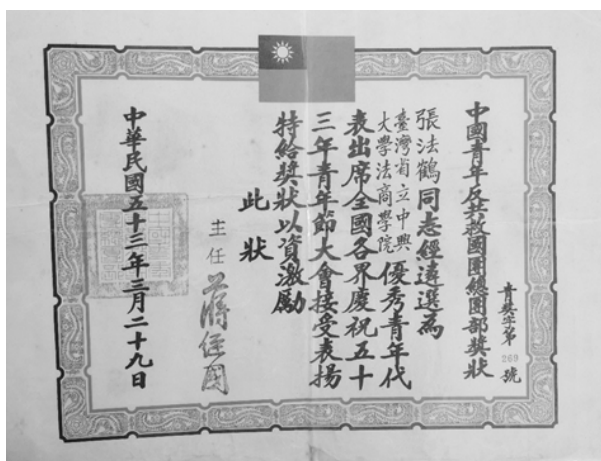 中國青年反共救國團總團部獎狀
青獎字第269號
張法鶴同志經遴選為
臺灣省立中興
大學法商學院
優秀青年代
表出席全國各界慶祝五十
三年青年節大會接受表揚
特給獎狀以資激勵
此狀
主任 蔣經國
中華民國五十三年三月二十九日